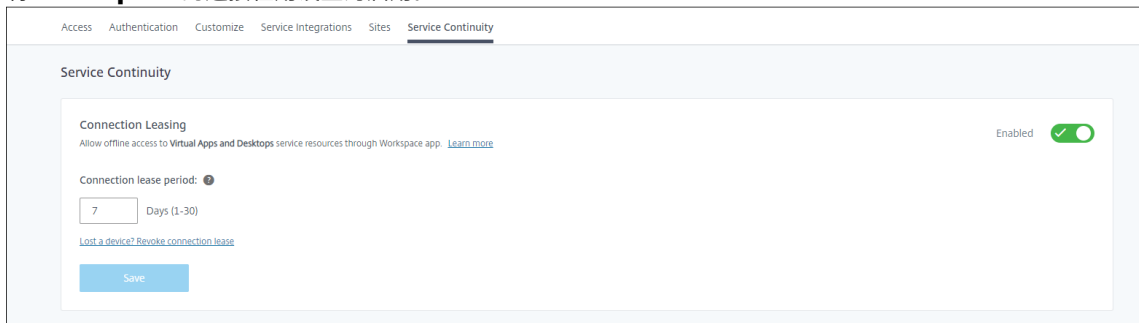 Access Authentication Customize Service Integrations Sites Service Continuity
Service Continuity
Connection Leasing
Allow offline access to Virtual Apps and Desktops service resources through Workspace app. Learn more
Enabled
Connection lease period: ?
7 Days (1-30)
Lost a device? Revoke connection lease
Save